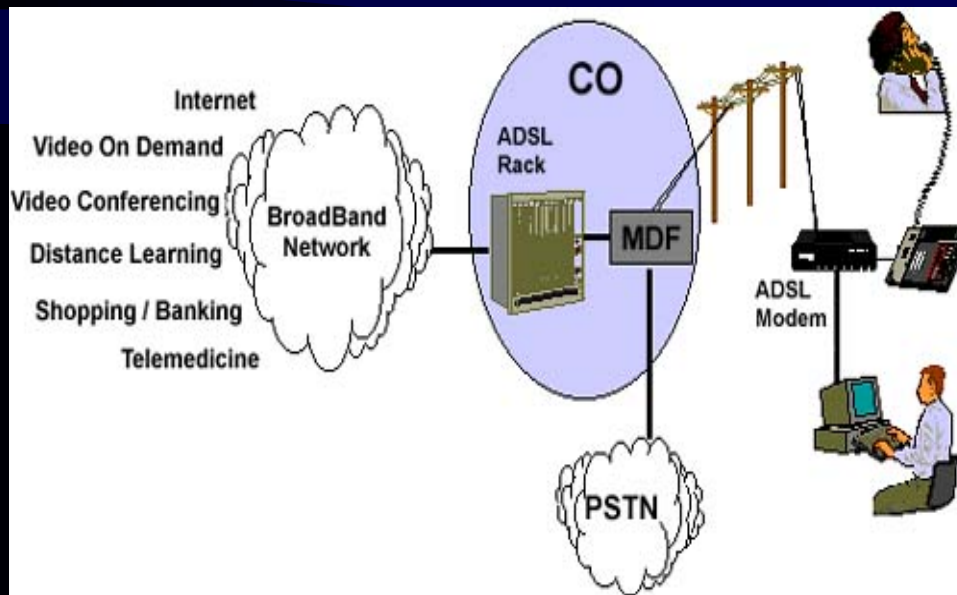 Internet
Video On Demand
Video Conferencing
Distance Learning
Shopping / Banking
Telemedicine
BroadBand
Network
CO
ADSL
Rack
MDF
PSTN
ADSL
Modem